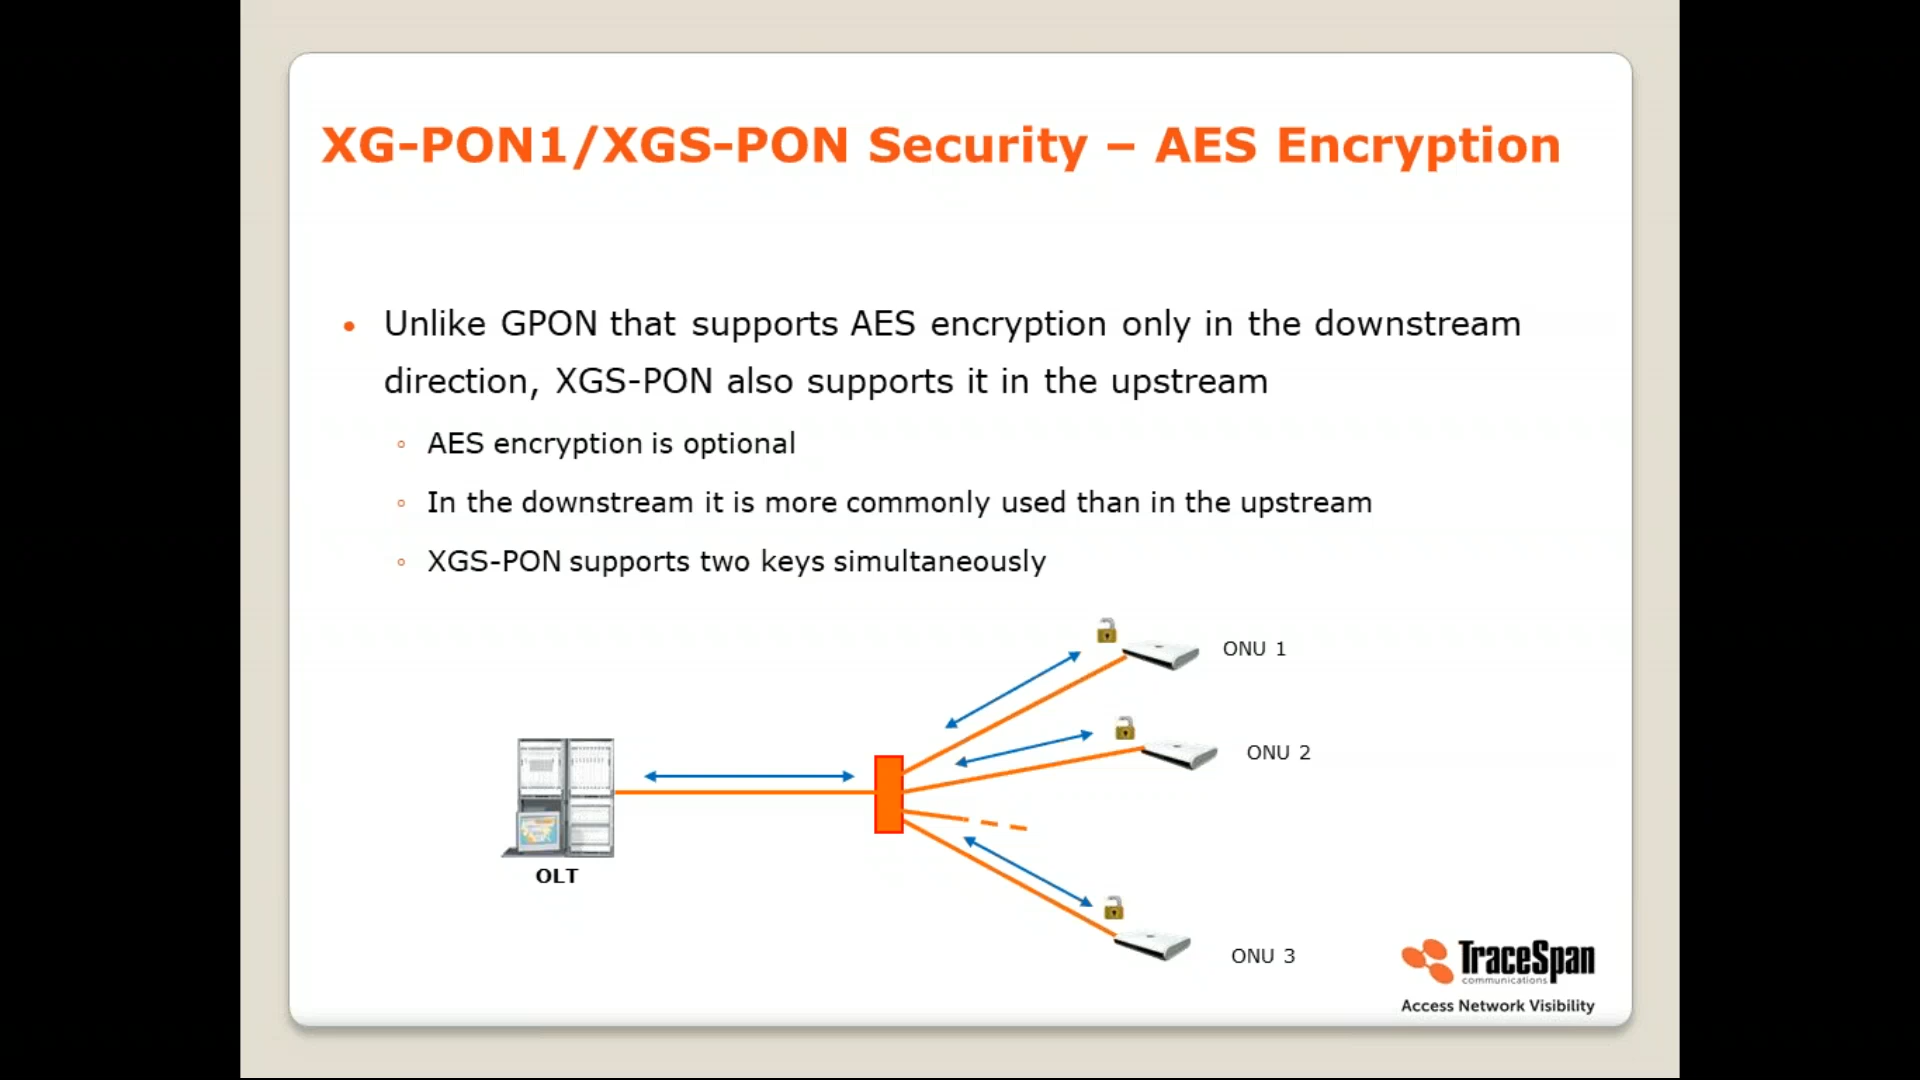 XG-PON1/XGS-PON Security – AES Encryption
• Unlike GPON that supports AES encryption only in the downstream
direction, XGS-PON also supports it in the upstream
◦ AES encryption is optional
◦ In the downstream it is more commonly used than in the upstream
◦ XGS-PON supports two keys simultaneously
ONU 1
ONU 2
OLT
ONU 3
TraceSpan
communications
Access Network Visibility